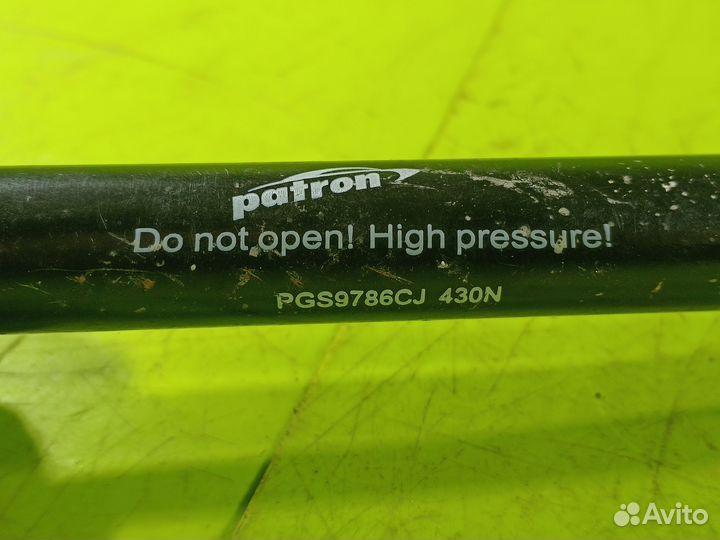 patron
Do not open! High pressure!
PGS9786CJ 430N
Avito